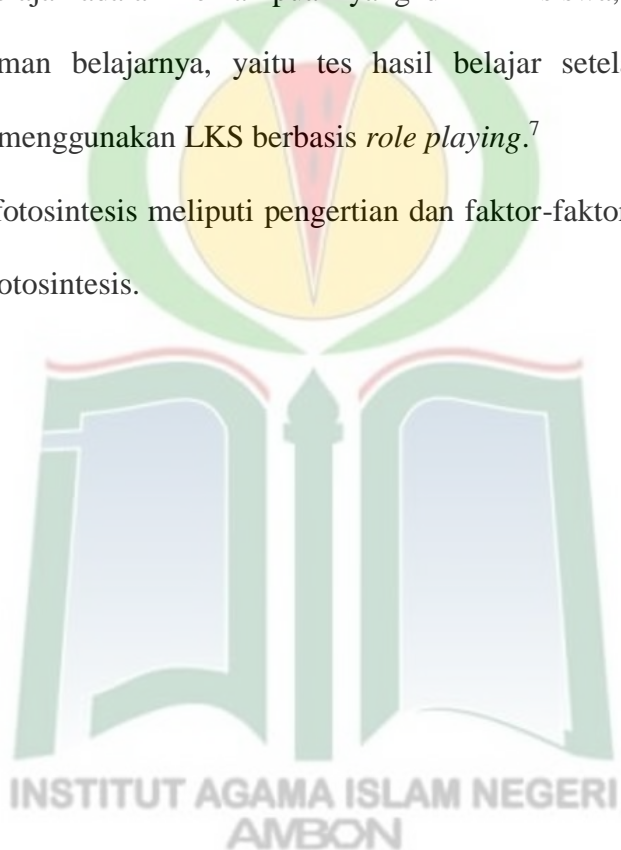 man belajarnya, yaitu tes hasil belajar
menggunakan LKS berbasis role playing.7
fotosintesis meliputi pengertian dan faktor-faktor
otosintesis.
INSTITUT AGAMA ISLAM NEGERI
AMBON